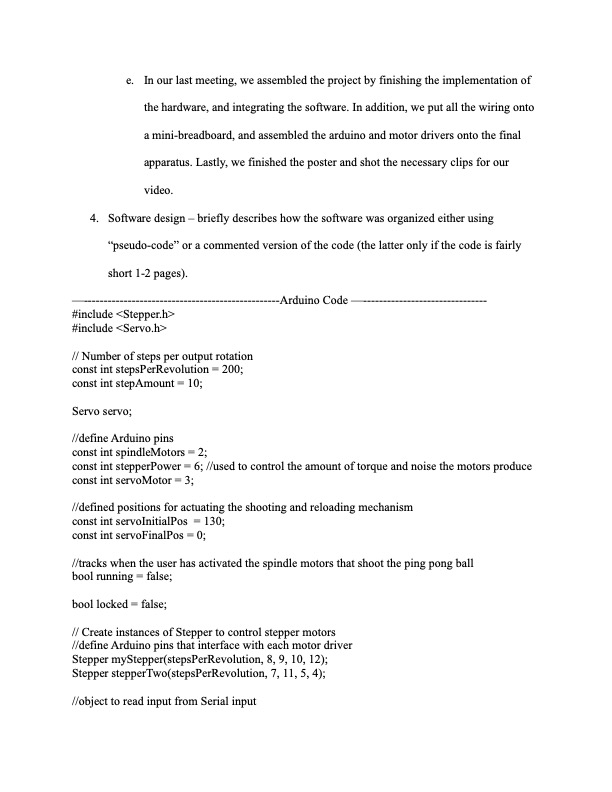 e. In our last meeting, we assembled the project by finishing the implementation of
the hardware, and integrating the software. In addition, we put all the wiring onto
a mini-breadboard, and assembled the arduino and motor drivers onto the final
apparatus. Lastly, we finished the poster and shot the necessary clips for our
video.
4. Software design – briefly describes how the software was organized either using
“pseudo-code” or a commented version of the code (the latter only if the code is fairly
short 1-2 pages).
—--------------------------------------------------Arduino Code —-------------------------------
#include <Stepper.h>
#include <Servo.h>
// Number of steps per output rotation
const int stepsPerRevolution = 200;
const int stepAmount = 10;
Servo servo;
//define Arduino pins
const int spindleMotors = 2;
const int stepperPower = 6; //used to control the amount of torque and noise the motors produce
const int servoMotor = 3;
//defined positions for actuating the shooting and reloading mechanism
const int servoInitialPos  = 130;
const int servoFinalPos = 0;
//tracks when the user has activated the spindle motors that shoot the ping pong ball
bool running = false;
bool locked = false;
// Create instances of Stepper to control stepper motors
//define Arduino pins that interface with each motor driver
Stepper myStepper(stepsPerRevolution, 8, 9, 10, 12);
Stepper stepperTwo(stepsPerRevolution, 7, 11, 5, 4);
//object to read input from Serial input